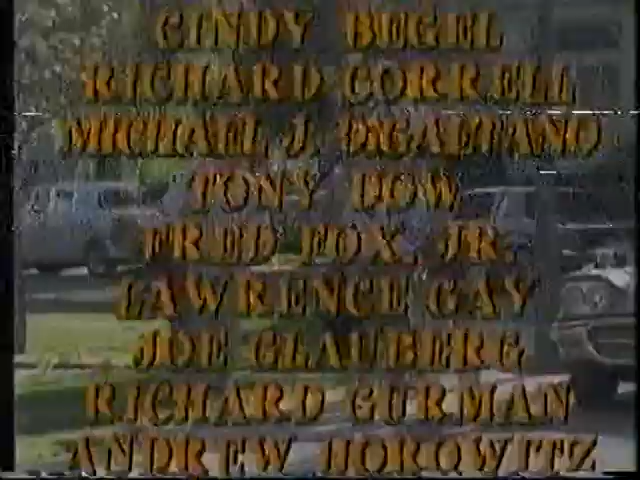 CINDY BEGEL
RICHARD CORRELL
MICHAEL J. DIGAETANO
TONY DOW
FRED FOX, JR.
LAWRENCE GAY
JOE GLAUBERG
RICHARD GURMAN
ANDREW HOROWITZ